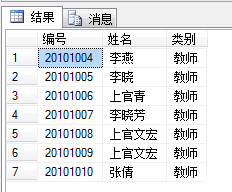 结果 消息
编号 姓名 类别
1 20101004 李燕 教师
2 20101005 李晓 教师
3 20101006 上官青 教师
4 20101007 李晓芳 教师
5 20101008 上官文宏 教师
6 20101009 上官文宏 教师
7 20101010 张倩 教师